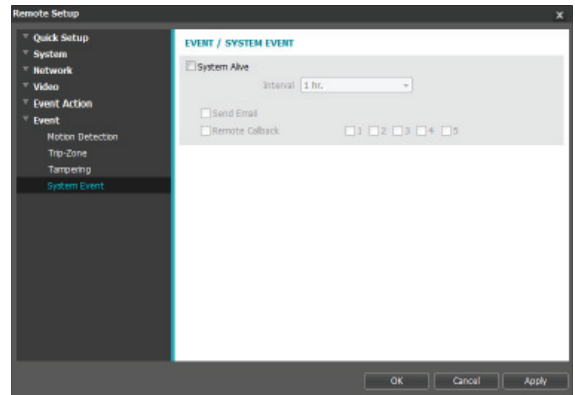 Remote Setup
x
Quick Setup
System
Network
Video
Event Action
Event
Motion Detection
Trip-Zone
Tampering
System Event
EVENT / SYSTEM EVENT
System Alive
Interval 1 hr.
Send Email
Remote Callback 1 2 3 4 5
OK Cancel Apply